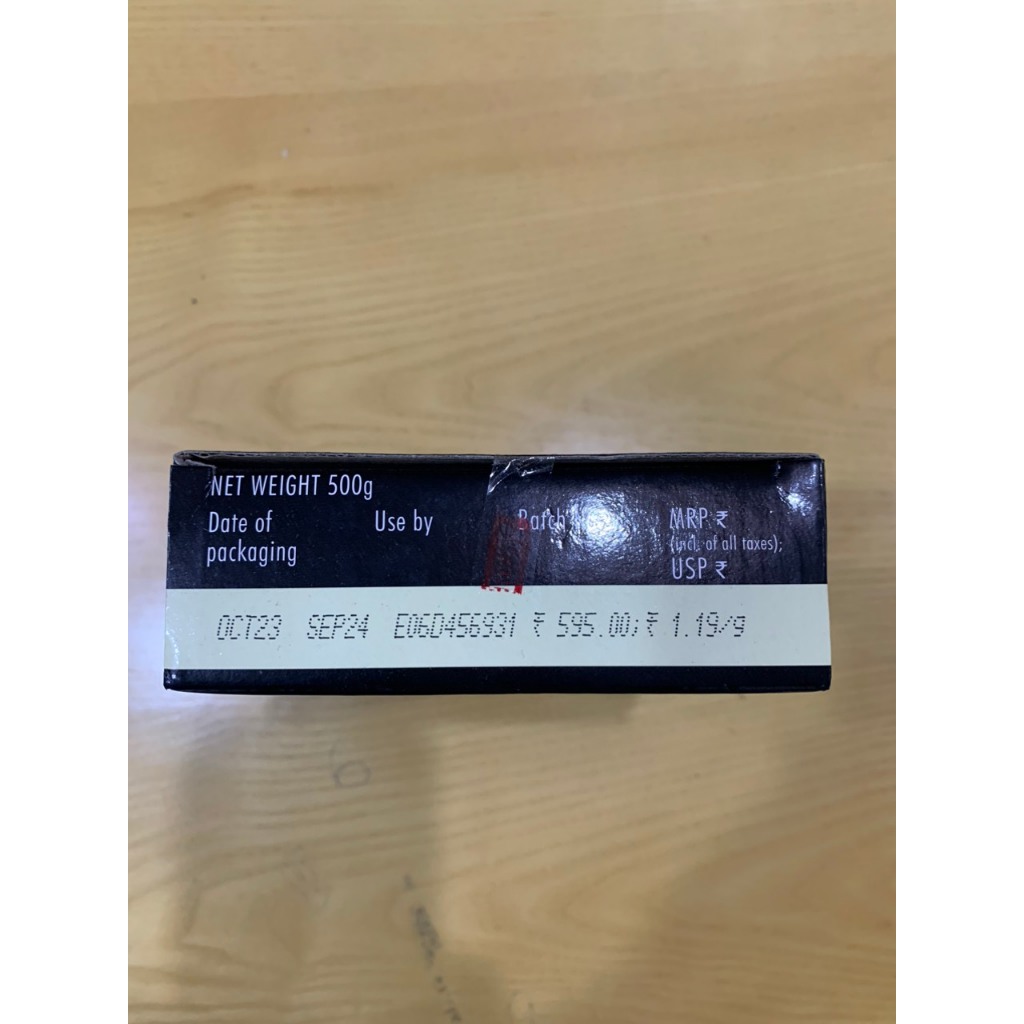 NET WEIGHT 500g
Date of packaging
Use by
Batch
MRP ₹
(incl. of all taxes);
USP ₹
OCT23 SEP24 E06D456931 ₹ 595.00;₹ 1.19/g